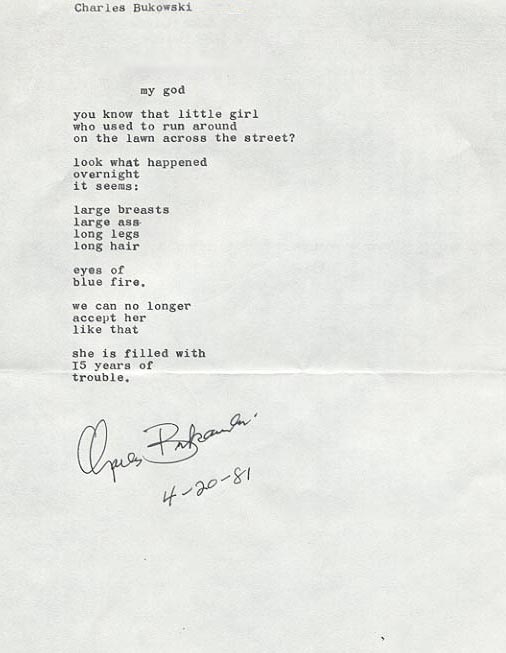 Charles Bukowski
my god
you know that little girl
who used to run around
on the lawn across the street?
look what happened
overnight
it seems:
large breasts
large ass
long legs
long hair
eyes of
blue fire.
we can no longer
accept her
like that
she is filled with
I5 years of
trouble.
Charles Bukowski
4-20-81